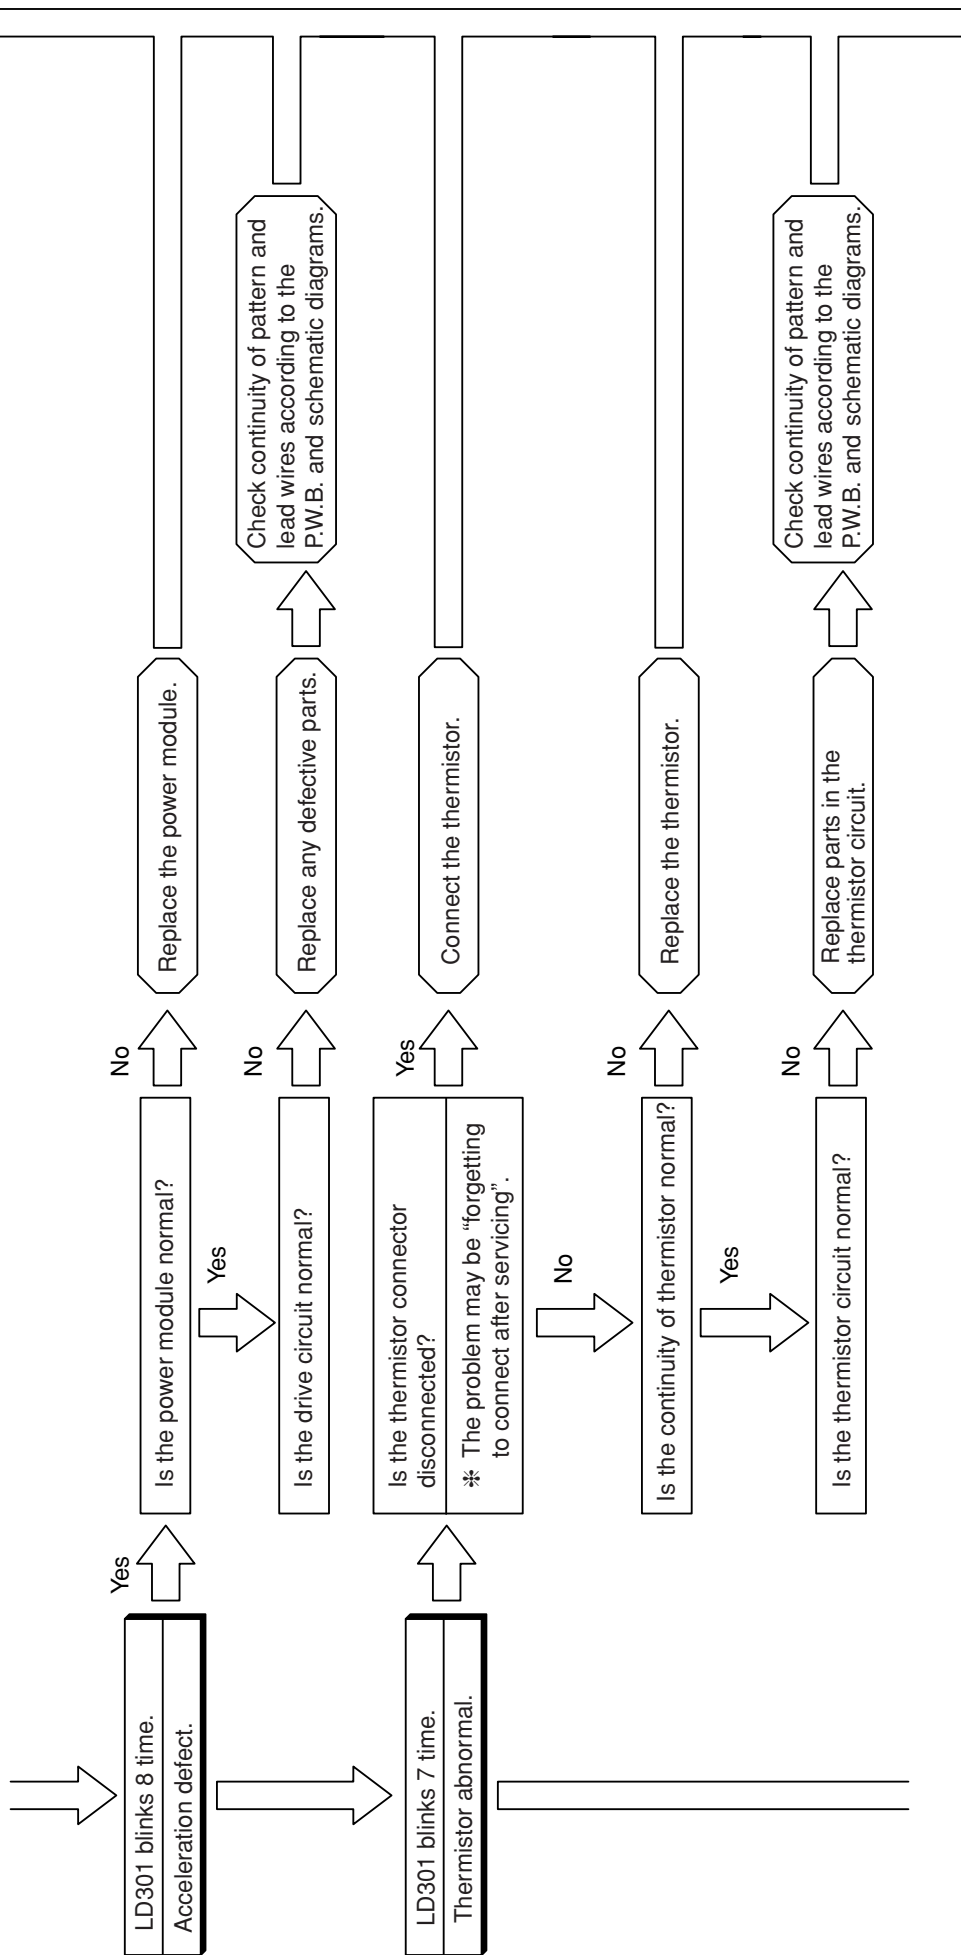 LD301 blinks 8 time.
Acceleration defect.
Yes
Is the power module normal?
No
Replace the power module.
Yes
Is the drive circuit normal?
No
Replace any defective parts.
Check continuity of pattern and
lead wires according to the
P.W.B. and schematic diagrams.
LD301 blinks 7 time.
Thermistor abnormal.
Is the thermistor connector
disconnected?
❇ The problem may be “forgetting
to connect after servicing”.
Yes
Connect the thermistor.
No
Is the continuity of thermistor normal?
No
Replace the thermistor.
Yes
Is the thermistor circuit normal?
No
Replace parts in the
thermistor circuit.
Check continuity of pattern and
lead wires according to the
P.W.B. and schematic diagrams.